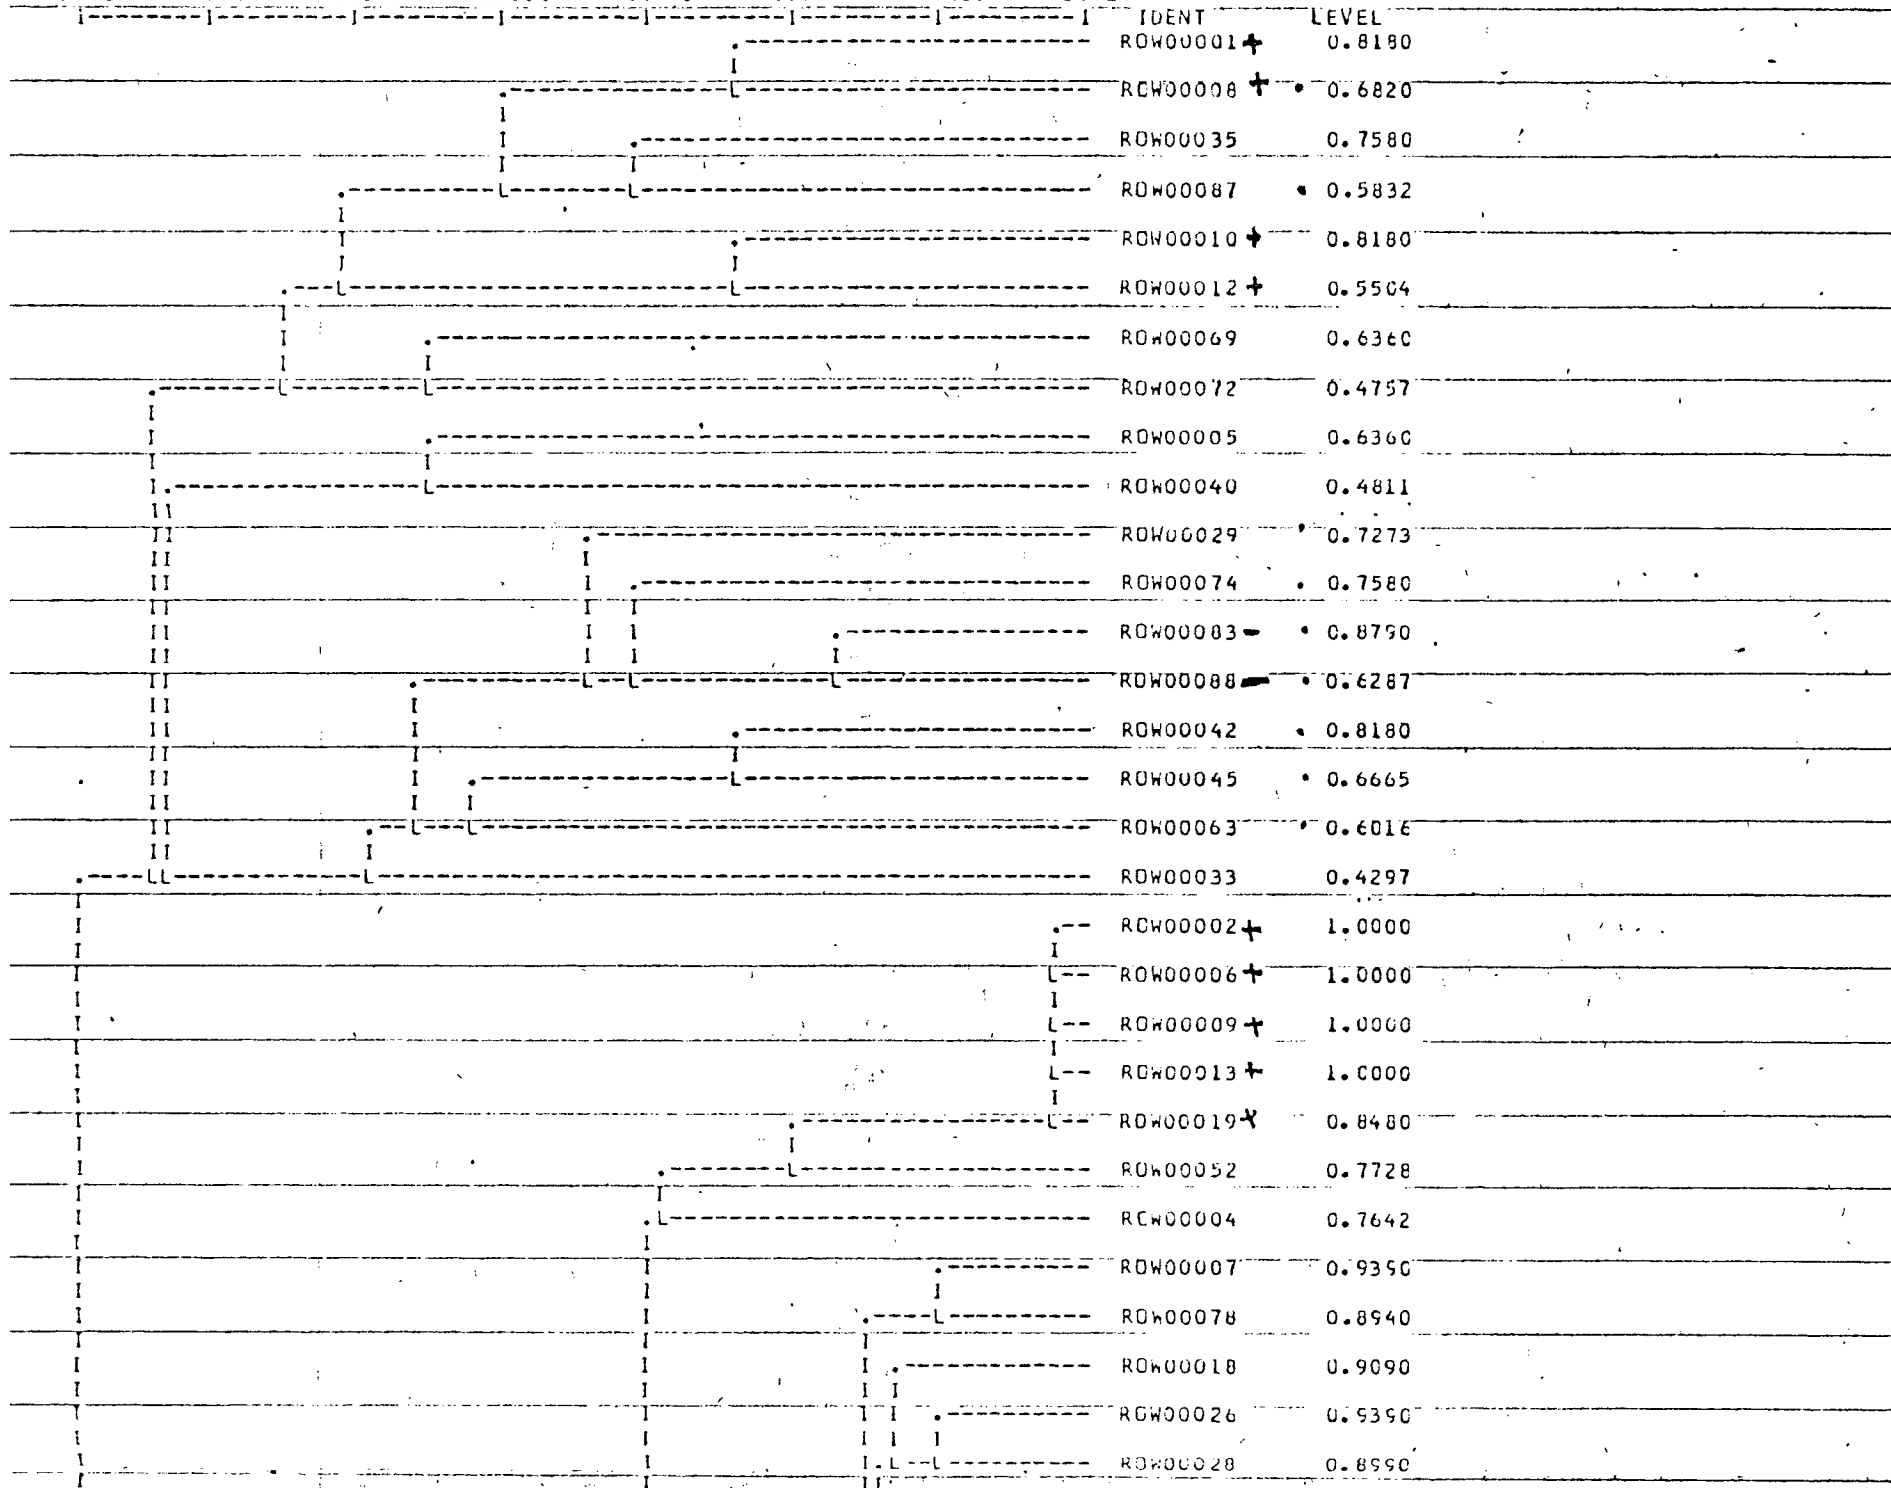 IDENT LEVEL
ROW00001+ 0.8180
ROW00008+ • 0.6820
ROW00035 0.7580
ROW00087 • 0.5832
ROW00010+ 0.8180
ROW00012+ 0.5504
ROW00069 0.6360
ROW00072 0.4757
ROW00005 0.6360
ROW00040 0.4811
ROW00029 • 0.7273
ROW00074 • 0.7580
ROW00083- • 0.8790
ROW00088- • 0.6287
ROW00042 • 0.8180
ROW00045 • 0.6665
ROW00063 • 0.6016
ROW00033 0.4297
ROW00002+ 1.0000
ROW00006+ 1.0000
ROW00009+ 1.0000
ROW00013+ 1.0000
ROW00019+ 0.8480
ROW00052 0.7728
ROW00004 0.7642
ROW00007 0.9390
ROW00078 0.8940
ROW00018 0.9090
ROW00026 0.9390
ROW00028 0.8990